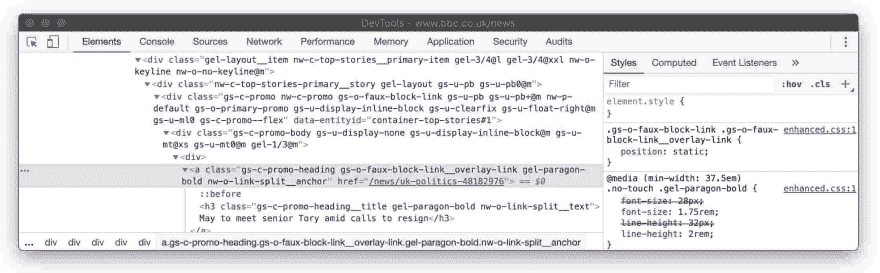 DevTools - www.bbc.co.uk/news
Elements Console Sources Network Performance Memory Application Security Audits
▼<div class="gel-layout__item nw-c-top-stories__primary-item gel-3/4@l gel-3/4@xxl nw-o-
keyline nw-o-no-keyline@m">
▼<div class="nw-c-top-stories-primary__story gel-layout gs-u-pb gs-u-pb0@m">
▼<div class="gs-c-promo nw-c-promo gs-o-faux-block-link gs-u-pb gs-u-pb+@m nw-p-
default gs-o-primary-promo gs-u-display-inline-block gs-u-clearfix gs-u-float-right@m
gs-u-ml0 gs-c-promo--flex" data-entityid="container-top-stories#1">
▼<div class="gs-c-promo-body gs-u-display-none gs-u-display-inline-block@m gs-u-
mt@xs gs-u-mt0@m gel-1/3@m">
▼<div>
… ▼<a class="gs-c-promo-heading gs-o-faux-block-link__overlay-link gel-paragon-
bold nw-o-link-split__anchor" href="/news/uk-politics-48182976"> == $0
::before
<h3 class="gs-c-promo-heading__title gel-paragon-bold nw-o-link-split__text">
May to meet senior Tory amid calls to resign</h3>
</a>
… div div div div div a.gs-c-promo-heading.gs-o-faux-block-link__overlay-link.gel-paragon-bold.nw-o-link-split__anchor
Styles Computed Event Listeners »
Filter :hov .cls +
element.style {
}
.gs-o-faux-block-link .gs-o-faux- enhanced.css:1
block-link__overlay-link {
position: static;
}
@media (min-width: 37.5em)
.no-touch .gel-paragon-bold { enhanced.css:1
font-size: 28px;
font-size: 1.75rem;
line-height: 32px;
line-height: 2rem;
}